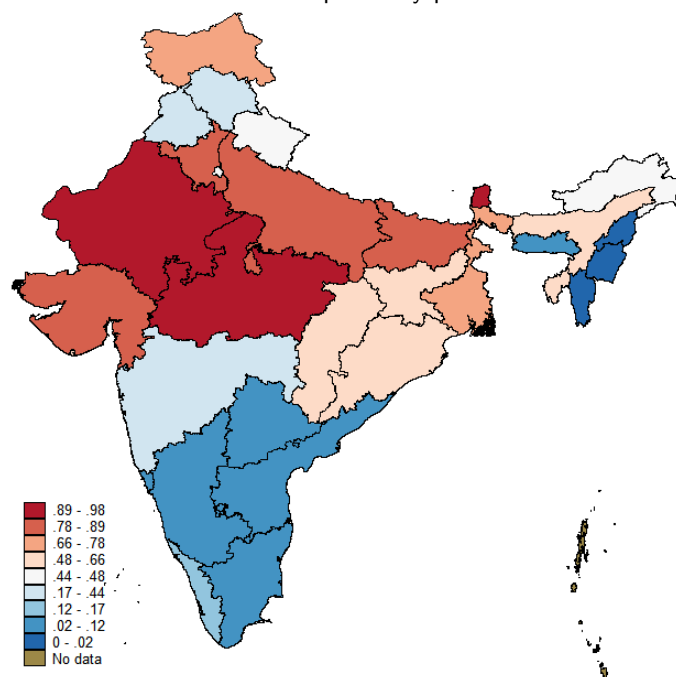 .89 - .98
.78 - .89
.66 - .78
.48 - .66
.44 - .48
.17 - .44
.12 - .17
.02 - .12
0 - .02
No data